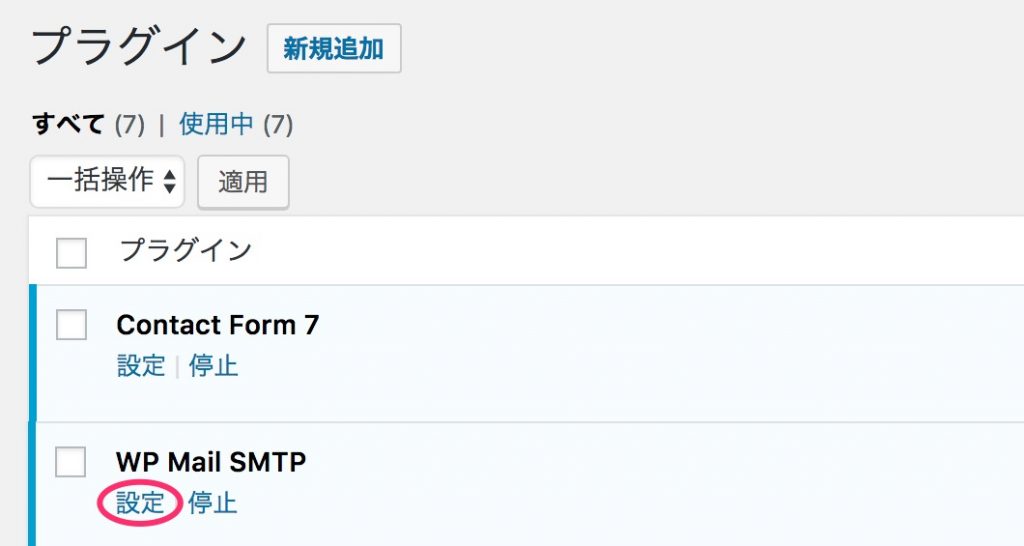 プラグイン 新規追加
すべて (7) | 使用中 (7)
一括操作 適用
プラグイン
Contact Form 7
設定 | 停止
WP Mail SMTP
設定 停止